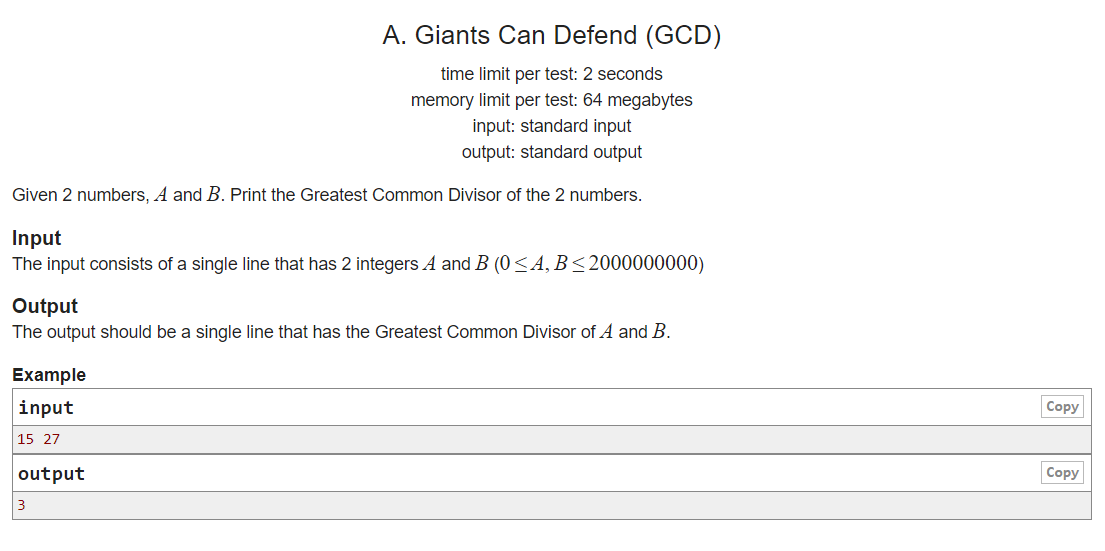 A. Giants Can Defend (GCD)
time limit per test: 2 seconds
memory limit per test: 64 megabytes
input: standard input
output: standard output
Given 2 numbers, A and B. Print the Greatest Common Divisor of the 2 numbers.
Input
The input consists of a single line that has 2 integers A and B (0 ≤ A, B ≤ 2000000000)
Output
The output should be a single line that has the Greatest Common Divisor of A and B.
Example
input Copy
15 27
output Copy
3